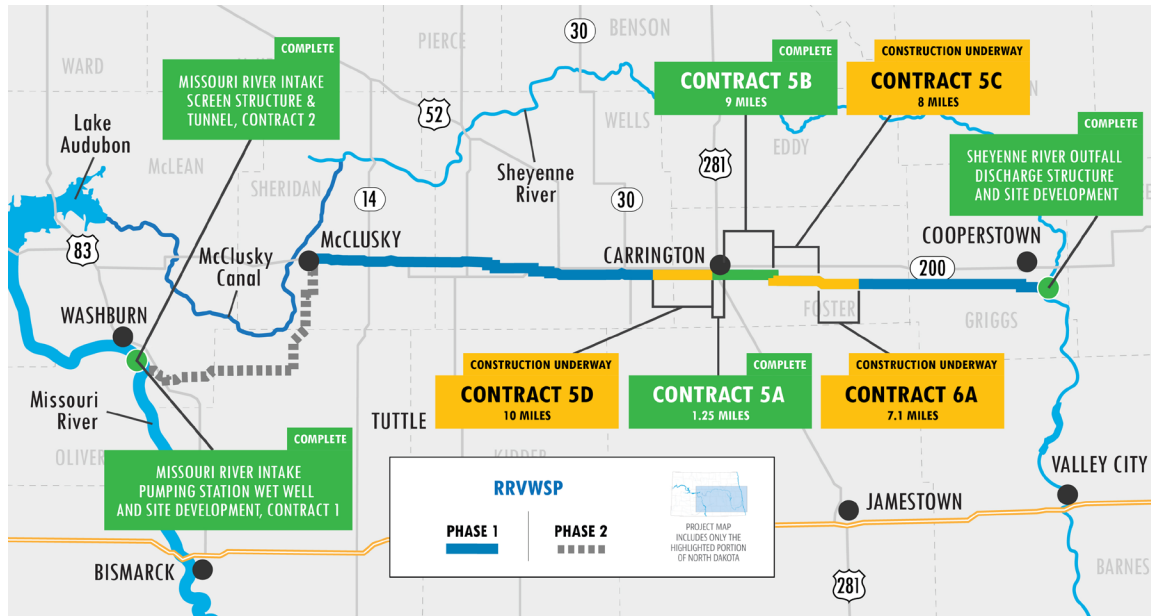 COMPLETE
MISSOURI RIVER INTAKE
SCREEN STRUCTURE &
TUNNEL, CONTRACT 2
COMPLETE
CONTRACT 5B
9 MILES
CONSTRUCTION UNDERWAY
CONTRACT 5C
8 MILES
COMPLETE
SHEYENNE RIVER OUTFALL
DISCHARGE STRUCTURE
AND SITE DEVELOPMENT
WARD
PIERCE
30
BENSON
52
WELLS
EDDY
281
Lake
Audubon
McLEAN
SHERIDAN
14
Sheyenne
River
30
83
McClusky
Canal
McCLUSKY
CARRINGTON
COOPERSTOWN
200
FOSTER
GRIGGS
WASHBURN
Missouri
River
OLIVER
TUTTLE
KIDDER
CONSTRUCTION UNDERWAY
CONTRACT 5D
10 MILES
COMPLETE
CONTRACT 5A
1.25 MILES
CONSTRUCTION UNDERWAY
CONTRACT 6A
7.1 MILES
COMPLETE
MISSOURI RIVER INTAKE
PUMPING STATION WET WELL
AND SITE DEVELOPMENT, CONTRACT 1
RRVWSP
PHASE 1
PHASE 2
PROJECT MAP
INCLUDES ONLY THE
HIGHLIGHTED PORTION
OF NORTH DAKOTA
VALLEY CITY
JAMESTOWN
BISMARCK
281
BARNES